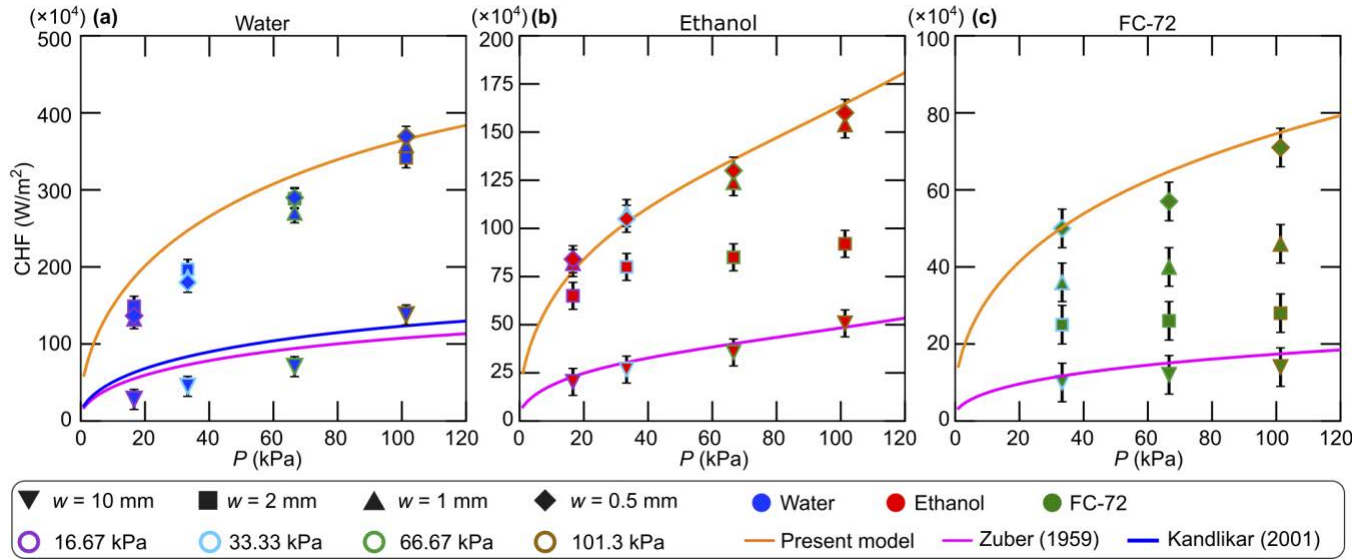 (×10⁴) (a) Water
500
400
300
200
100
0
CHF (W/m²)
0 20 40 60 80 100 120
P (kPa)
(×10⁴) (b) Ethanol
200
175
150
125
100
75
50
25
0
0 20 40 60 80 100 120
P (kPa)
(×10⁴) (c) FC-72
100
80
60
40
20
0
0 20 40 60 80 100 120
P (kPa)
w = 10 mm w = 2 mm w = 1 mm w = 0.5 mm Water Ethanol FC-72
16.67 kPa 33.33 kPa 66.67 kPa 101.3 kPa Present model Zuber (1959) Kandlikar (2001)